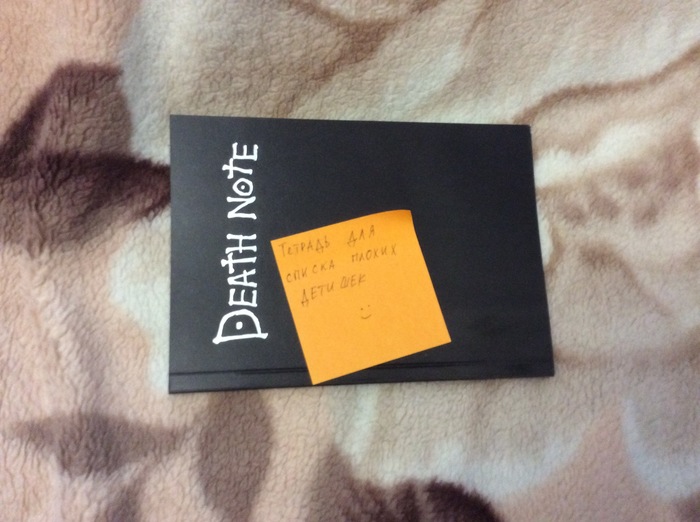 DEATH NOTE
ТЕТРАДЬ ДЛЯ
СПИСКА ПЛОХИХ
ДЕТИШЕК
:)